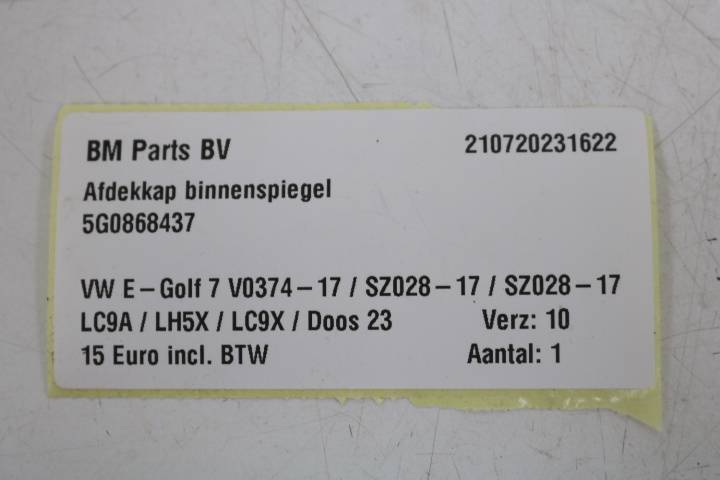 BM Parts BV 210720231622
Afdekkap binnenspiegel
5G0868437
VW E-Golf 7 V0374-17 / SZ028-17 / SZ028-17
LC9A / LH5X / LC9X / Doos 23 Verz: 10
15 Euro incl. BTW Aantal: 1